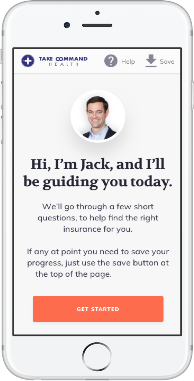 TAKE COMMAND
HEALTH
Help
Save
Hi, I'm Jack, and I'll
be guiding you today.
We'll go through a few short
questions, to help find the right
insurance for you.
If any at point you need to save your
progress, just use the save button at
the top of the page.
GET STARTED